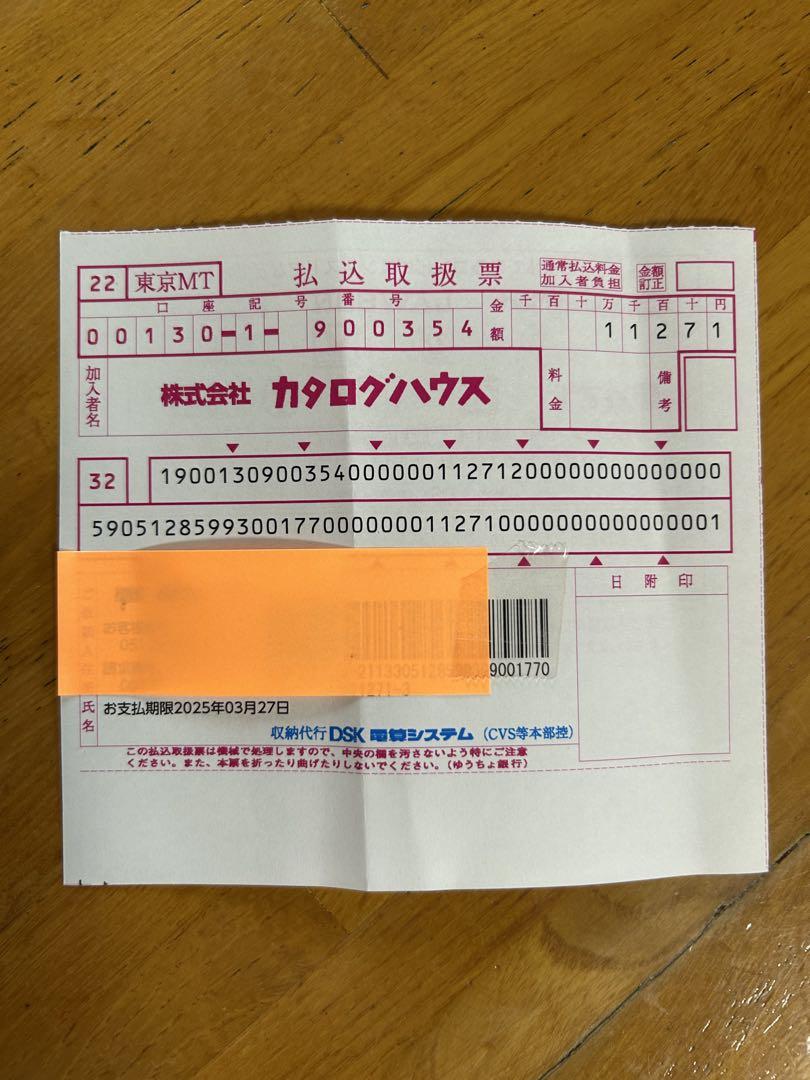 22 東京MT 払込取扱票 通常払込料金加入者負担 金額訂正
口座記号番号 金額 千百十万千百十円
00130-1-900354 11271
加入者名 株式会社 カタログハウス 料金 備考
32 190013090035400000011271200000000000000
590512859930017700000001127100000000000000001
日附印
9001770
氏名 お支払期限2025年03月27日
収納代行 DSK 電算システム (CVS等本部控)
この払込取扱票は機械で処理しますので、中央の欄を汚さないよう特にご注意
ください。また、本票を折ったり曲げたりしないでください。(ゆうちょ銀行)